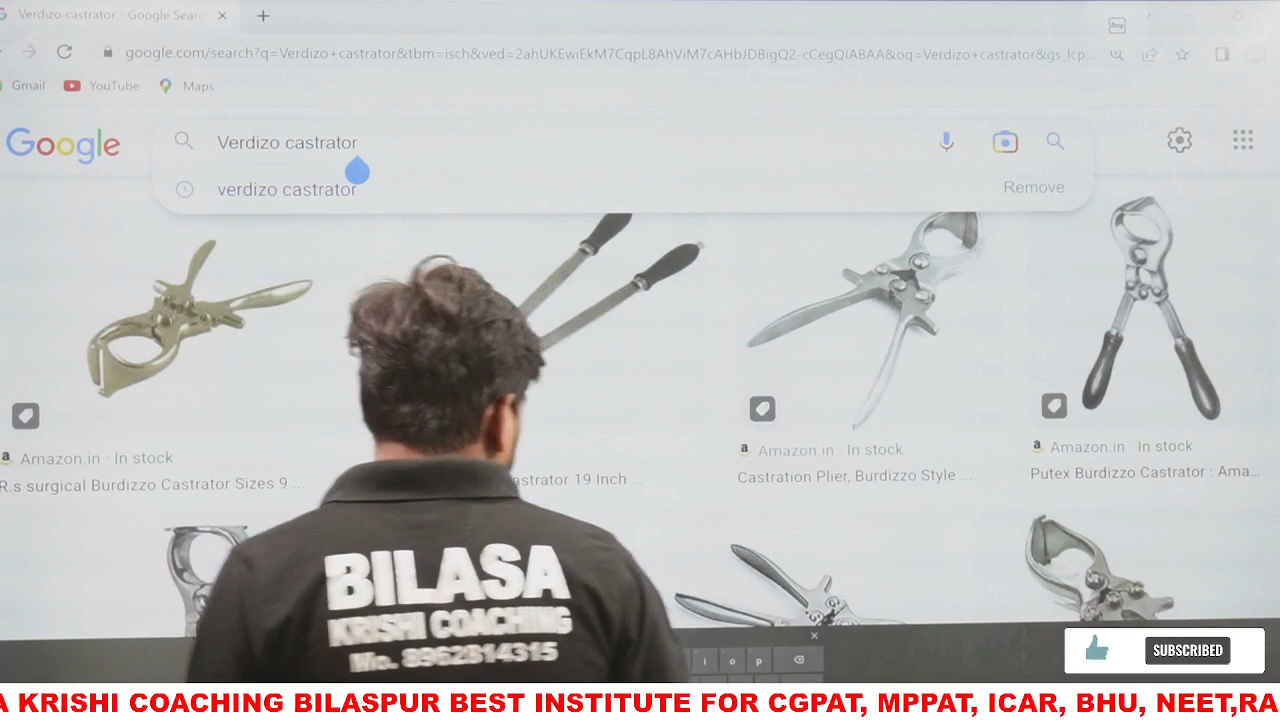 Verdizo castrator - Google Sear
google.com/search?q=Verdizo+castrator&tbm=isch&ved=2ahUKEwiEkM7CqpL8AhViM7cAHbJDBigQ2-cCegQIABAA&oq=Verdizo+castrator&gs_lcp...
Gmail YouTube Maps
Google
Verdizo castrator
verdizo castrator
Remove
Amazon.in · In stock
R.s surgical Burdizzo Castrator Sizes 9 ...
astrator 19 Inch ...
Amazon.in · In stock
Castration Plier, Burdizzo Style ...
Amazon.in · In stock
Putex Burdizzo Castrator : Ama...
BILASA
KRISHI COACHING
Mo. 8962814315
i o p
SUBSCRIBED
A KRISHI COACHING BILASPUR BEST INSTITUTE FOR CGPAT, MPPAT, ICAR, BHU, NEET,RA